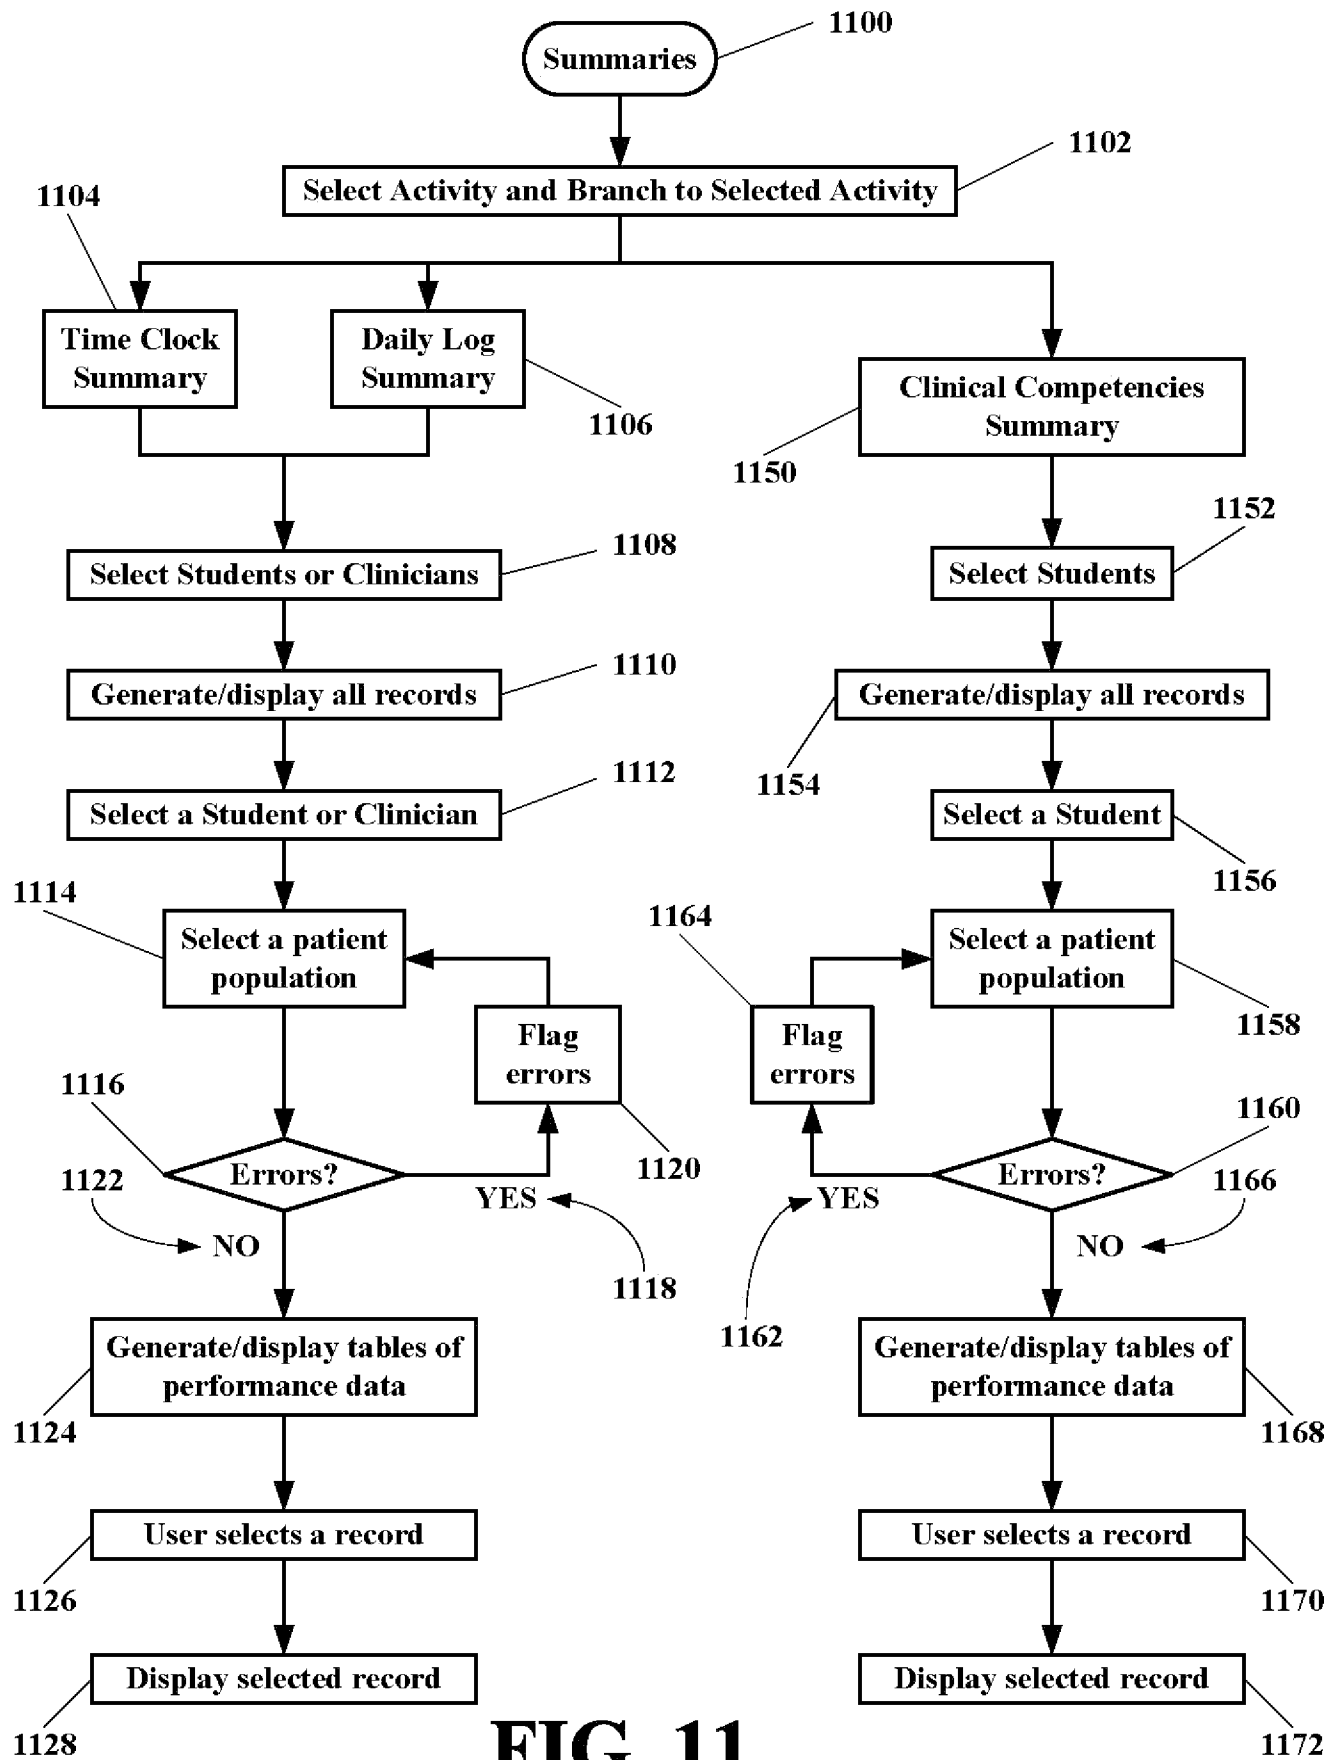 1100
Summaries
1102
Select Activity and Branch to Selected Activity
1104
Time Clock
Summary
Daily Log
Summary
1106
Clinical Competencies
Summary
1150
1152
1108
Select Students or Clinicians
Select Students
1110
Generate/display all records
Generate/display all records
1154
1112
Select a Student or Clinician
Select a Student
1156
1114
Select a patient
population
1164
Select a patient
population
1158
Flag
errors
Flag
errors
1116
1160
Errors?
1120
Errors?
1122
YES
YES
1166
NO
NO
1118
1162
Generate/display tables of
performance data
Generate/display tables of
performance data
1124
1168
User selects a record
User selects a record
1126
1170
Display selected record
Display selected record
1128
1172
FIG. 11